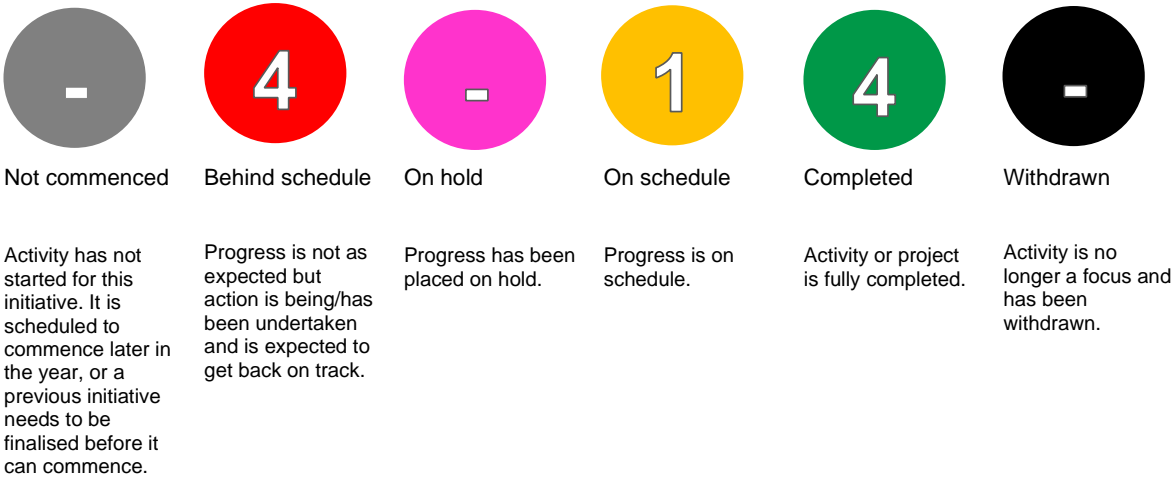 -
4
-
1
4
-
Not commenced
Behind schedule
On hold
On schedule
Completed
Withdrawn
Activity has not
started for this
initiative. It is
scheduled to
commence later in
the year, or a
previous initiative
needs to be
finalised before it
can commence.
Progress is not as
expected but
action is being/has
been undertaken
and is expected to
get back on track.
Progress has been
placed on hold.
Progress is on
schedule.
Activity or project
is fully completed.
Activity is no
longer a focus and
has been
withdrawn.